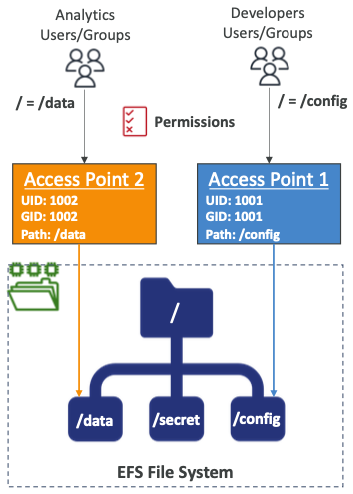 Analytics
Users/Groups
Developers
Users/Groups
/ = /data
/ = /config
Permissions
Access Point 2
UID: 1002
GID: 1002
Path: /data
Access Point 1
UID: 1001
GID: 1001
Path: /config
/
/data
/secret
/config
EFS File System